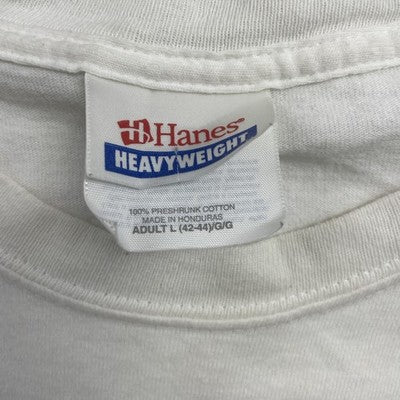 Hanes®
HEAVYWEIGHT
100% PRESHRUNK COTTON
MADE IN HONDURAS
ADULT L (42-44)/G/G